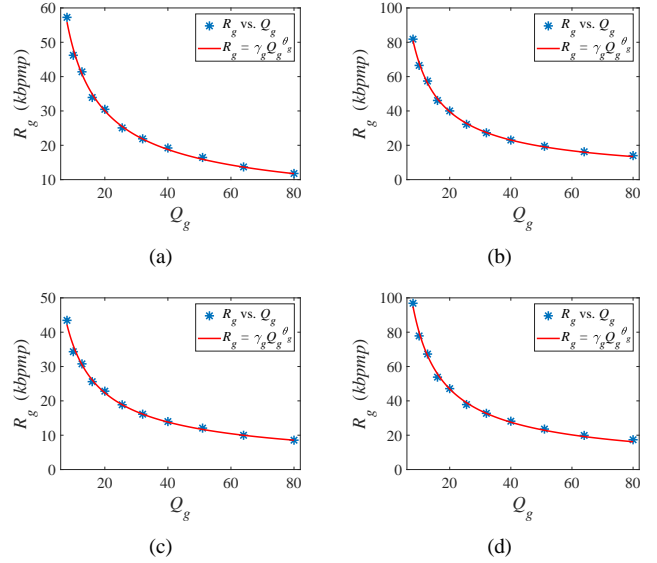 60
50
40
30
20
10
R_g (kbpmp)
R_g vs. Q_g
R_g = γ_g Q_g^θ_g
20 40 60 80
Q_g
(a)
100
80
60
40
20
0
R_g (kbpmp)
R_g vs. Q_g
R_g = γ_g Q_g^θ_g
20 40 60 80
Q_g
(b)
50
40
30
20
10
0
R_g (kbpmp)
R_g vs. Q_g
R_g = γ_g Q_g^θ_g
20 40 60 80
Q_g
(c)
100
80
60
40
20
0
R_g (kbpmp)
R_g vs. Q_g
R_g = γ_g Q_g^θ_g
20 40 60 80
Q_g
(d)